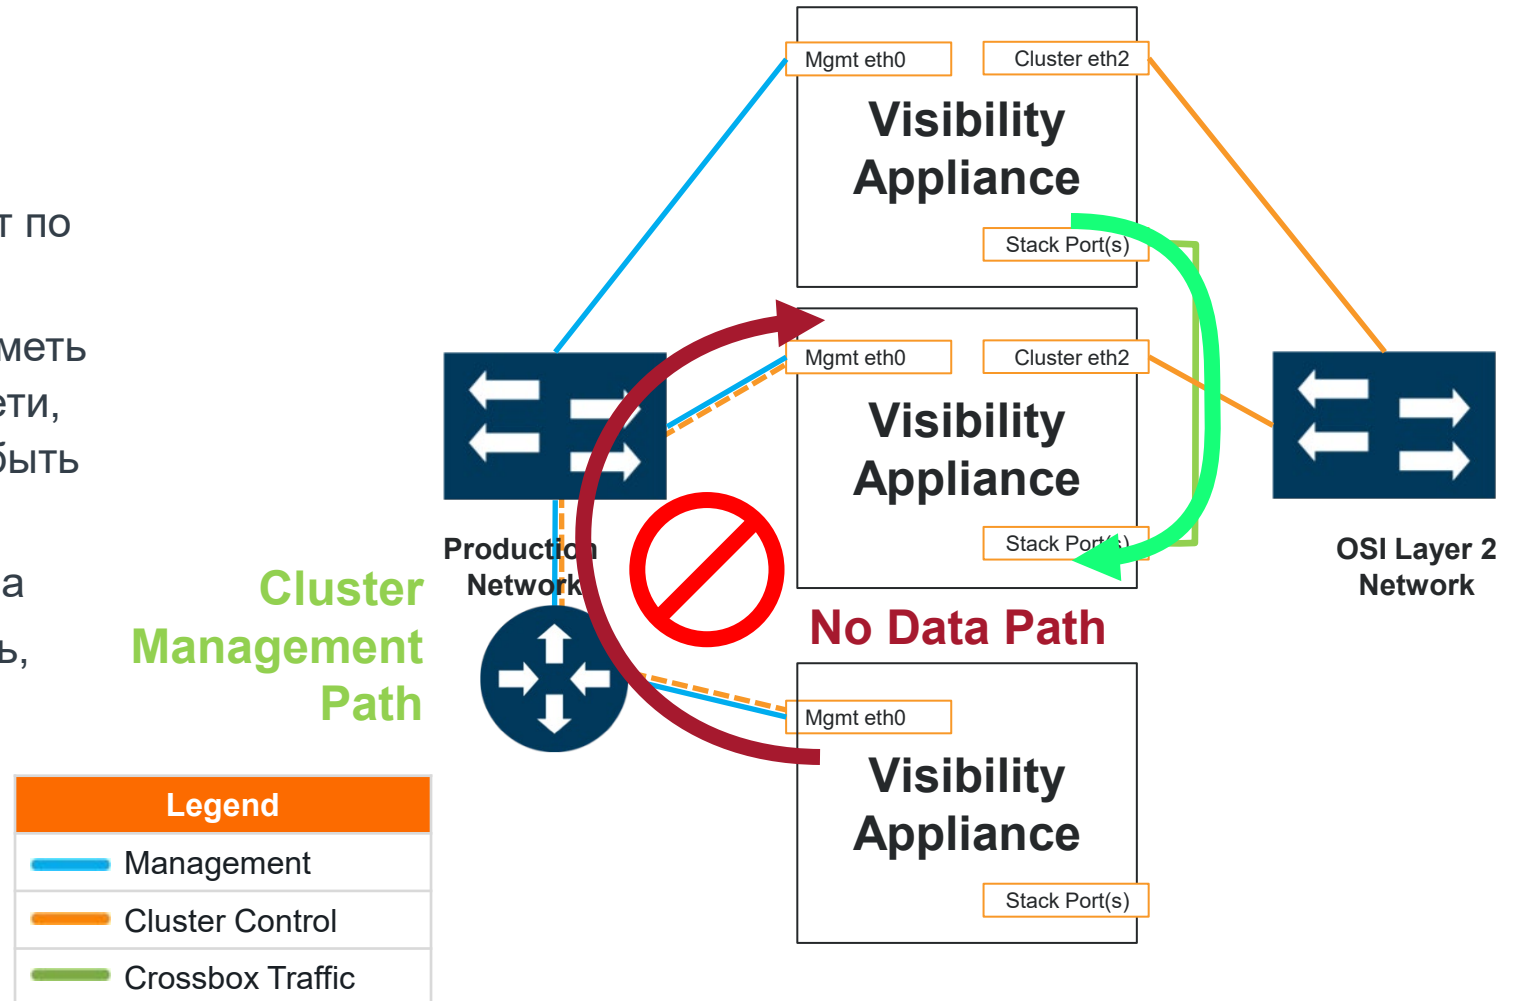 Mgmt eth0
Cluster eth2
Visibility
Appliance
Stack Port(s)
т по
меть
ети,
быть
а
ь,
Mgmt eth0
Cluster eth2
Visibility
Appliance
Stack Port(s)
Production
Network
OSI Layer 2
Network
Cluster
Management
Path
No Data Path
Mgmt eth0
Visibility
Appliance
Stack Port(s)
Legend
Management
Cluster Control
Crossbox Traffic